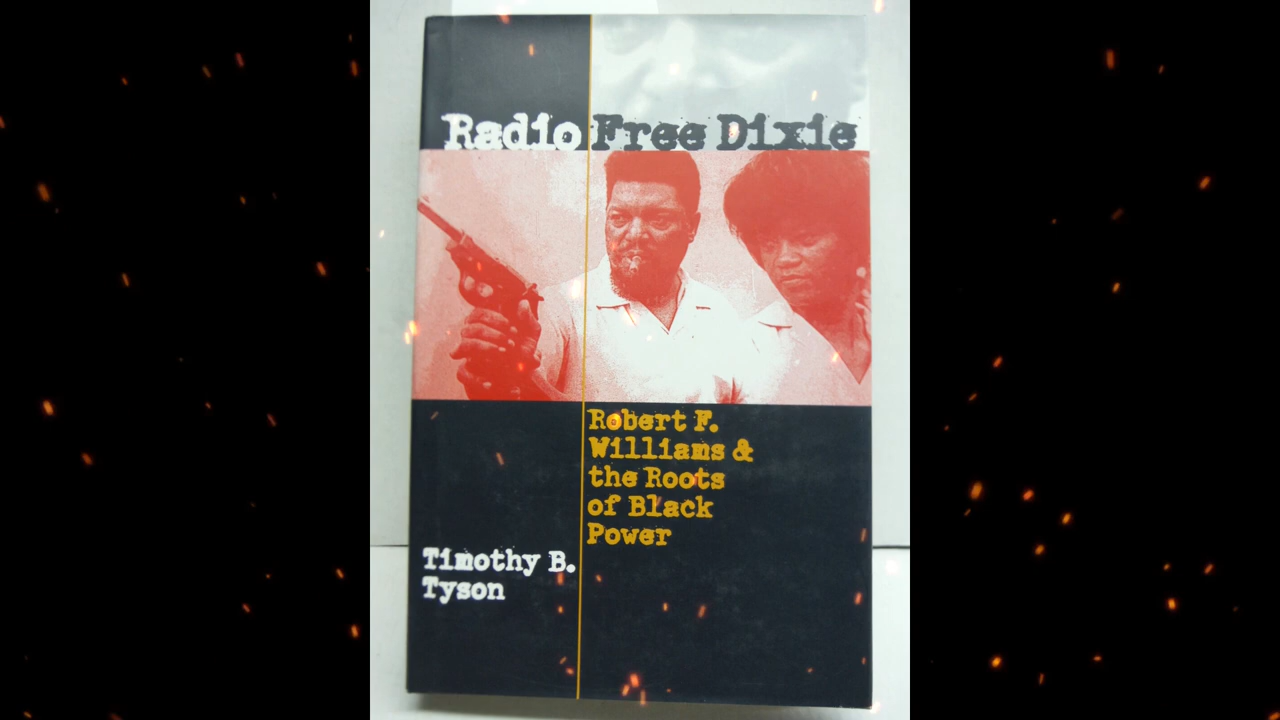 Radio Free Dixie
Robert F.
Williams &
the Roots
of Black
Power
Timothy B.
Tyson